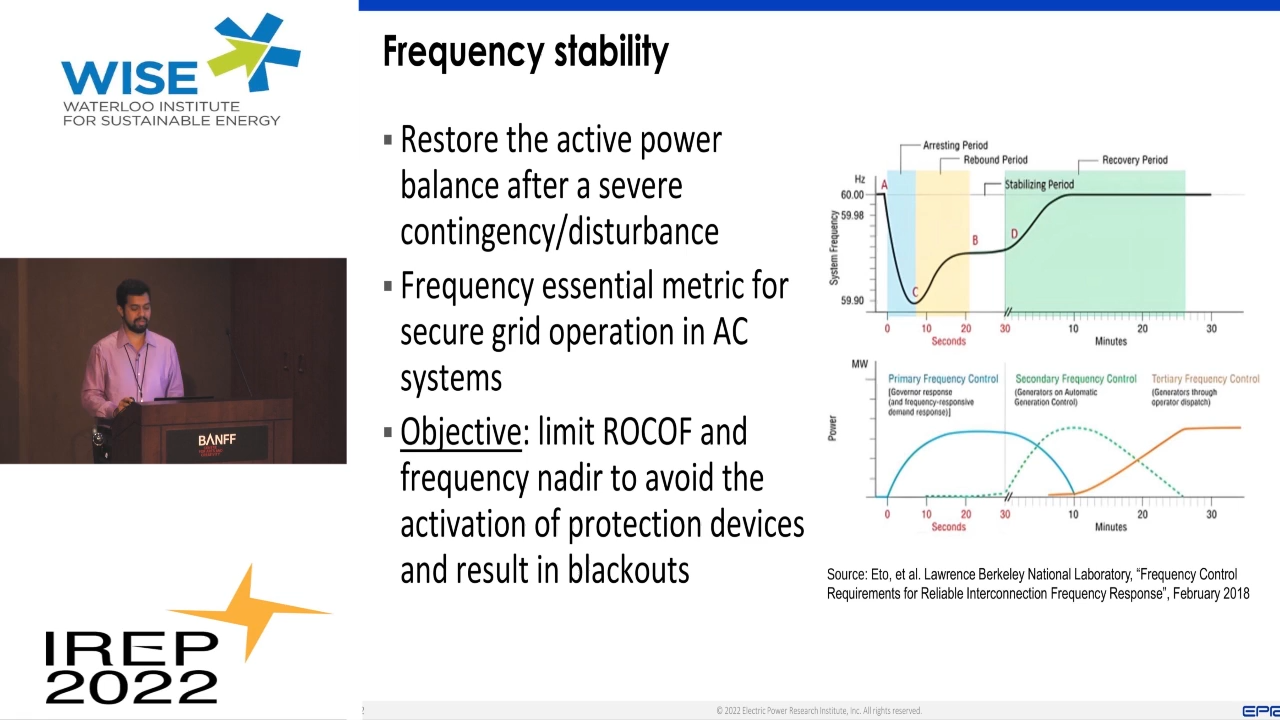 WISE
WATERLOO INSTITUTE
FOR SUSTAINABLE ENERGY
BANFF
IREP
2022
Frequency stability
▪ Restore the active power
balance after a severe
contingency/disturbance
▪ Frequency essential metric for
secure grid operation in AC
systems
▪ Objective: limit ROCOF and
frequency nadir to avoid the
activation of protection devices
and result in blackouts
Arresting Period
Rebound Period
Recovery Period
Stabilizing Period
Hz
60.00
59.98
59.90
System Frequency
A
B
C
D
0 10 20 30 10 20 30
Seconds Minutes
MW
Power
Primary Frequency Control
[Governor response
(and frequency-responsive
demand response)]
Secondary Frequency Control
(Generators on Automatic
Generation Control)
Tertiary Frequency Control
(Generators through
operator dispatch)
0 10 20 30 10 20 30
Seconds Minutes
Source: Eto, et al. Lawrence Berkeley National Laboratory, “Frequency Control
Requirements for Reliable Interconnection Frequency Response”, February 2018
© 2022 Electric Power Research Institute, Inc. All rights reserved.